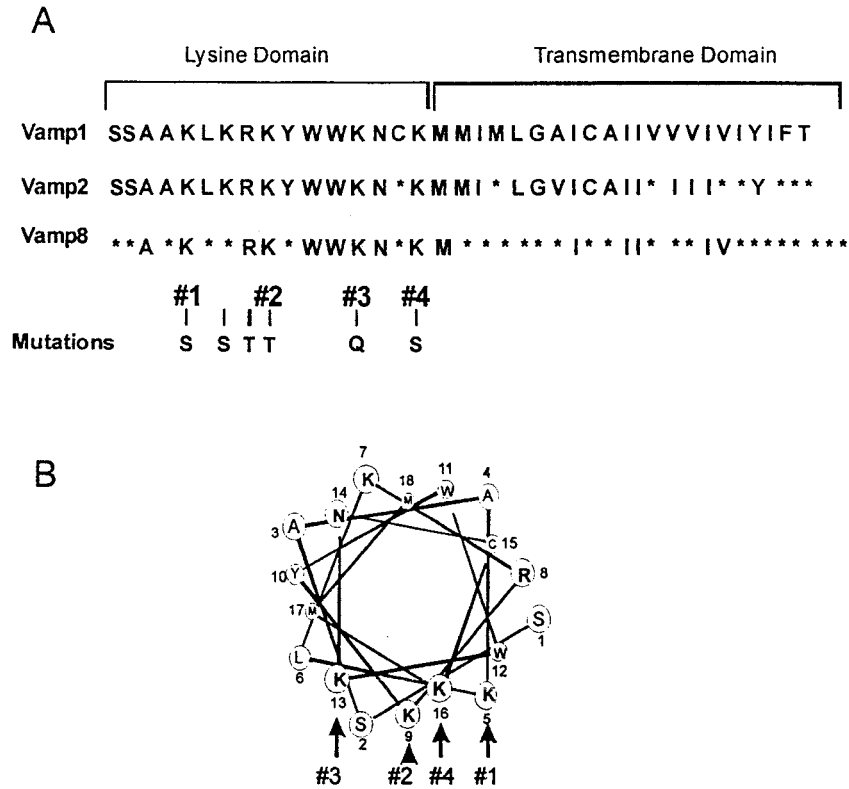 A
Lysine Domain Transmembrane Domain
Vamp1 SSAAKLKRKYWWKNCKMMIMLGAICAIIVVVIVIYIFT
Vamp2 SSAAKLKRKYWWKN*KMMI*LGVICAII*III**Y***
Vamp8 **A*K**RK*WWKN*KM******I**II***IV*******
#1 #2 #3 #4
Mutations S S T T Q S
B
7 K
18 M
11 W
4 A
14 N
3 A
C 15
10 Y
R 8
17 M
S 1
L 6
W 12
K 13
K 16
K 5
S 2
K 9
#3 #2 #4 #1